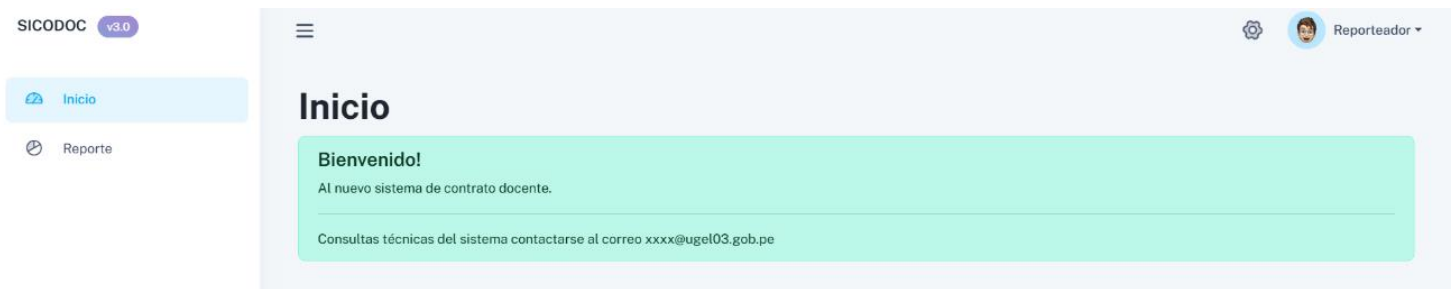 SICODOC v3.0
Reporteador
Inicio
Reporte
Inicio
Bienvenido!
Al nuevo sistema de contrato docente.
Consultas técnicas del sistema contactarse al correo xxxx@ugel03.gob.pe